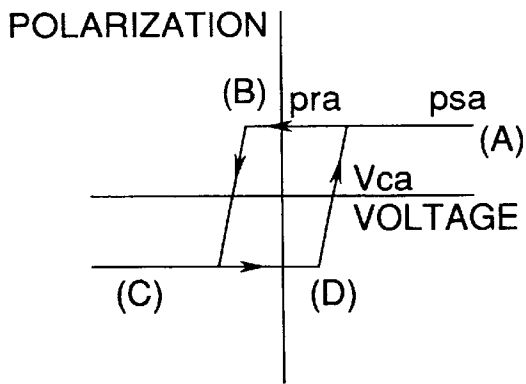 POLARIZATION
(B) pra psa
(A)
Vca
VOLTAGE
(C) (D)